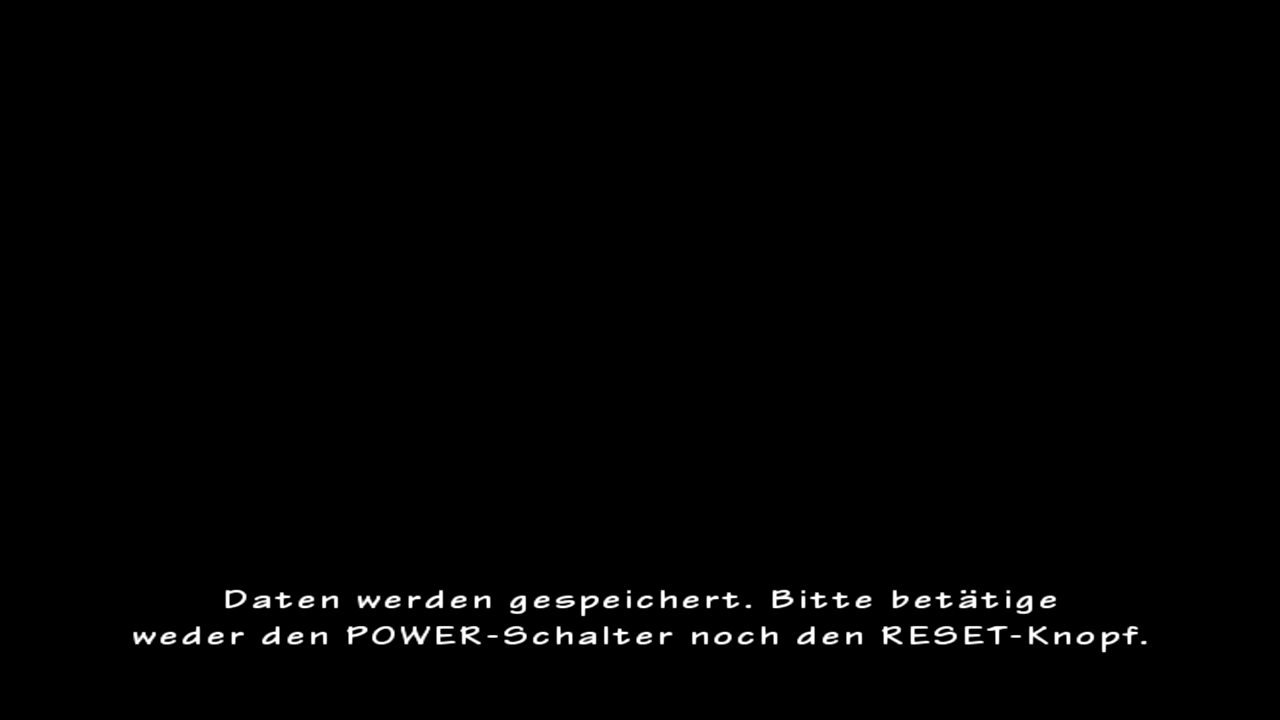 Daten werden gespeichert. Bitte betätige
weder den POWER-Schalter noch den RESET-Knopf.